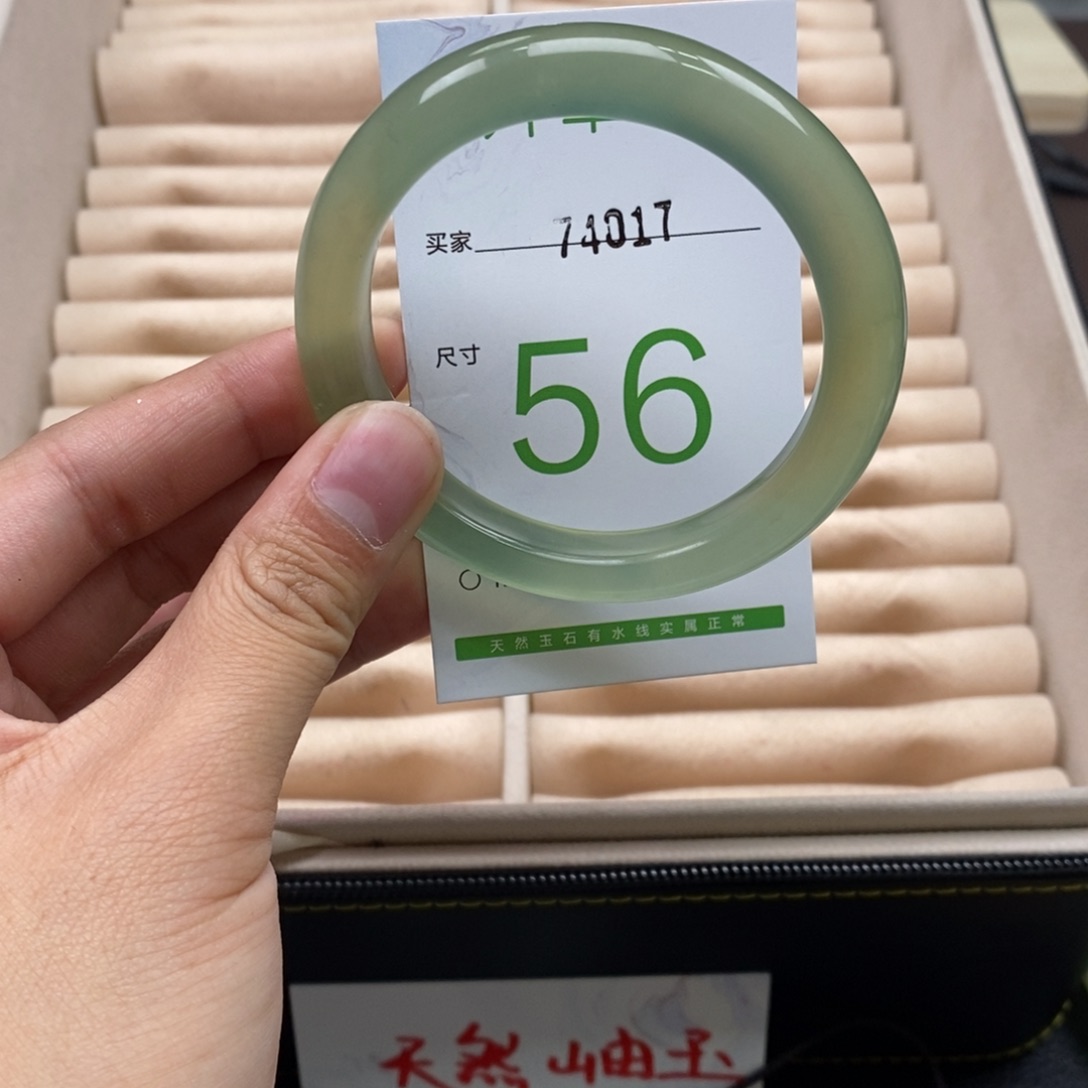 买家 74017
尺寸 56
天然玉石有水线实属正常
天然岫玉